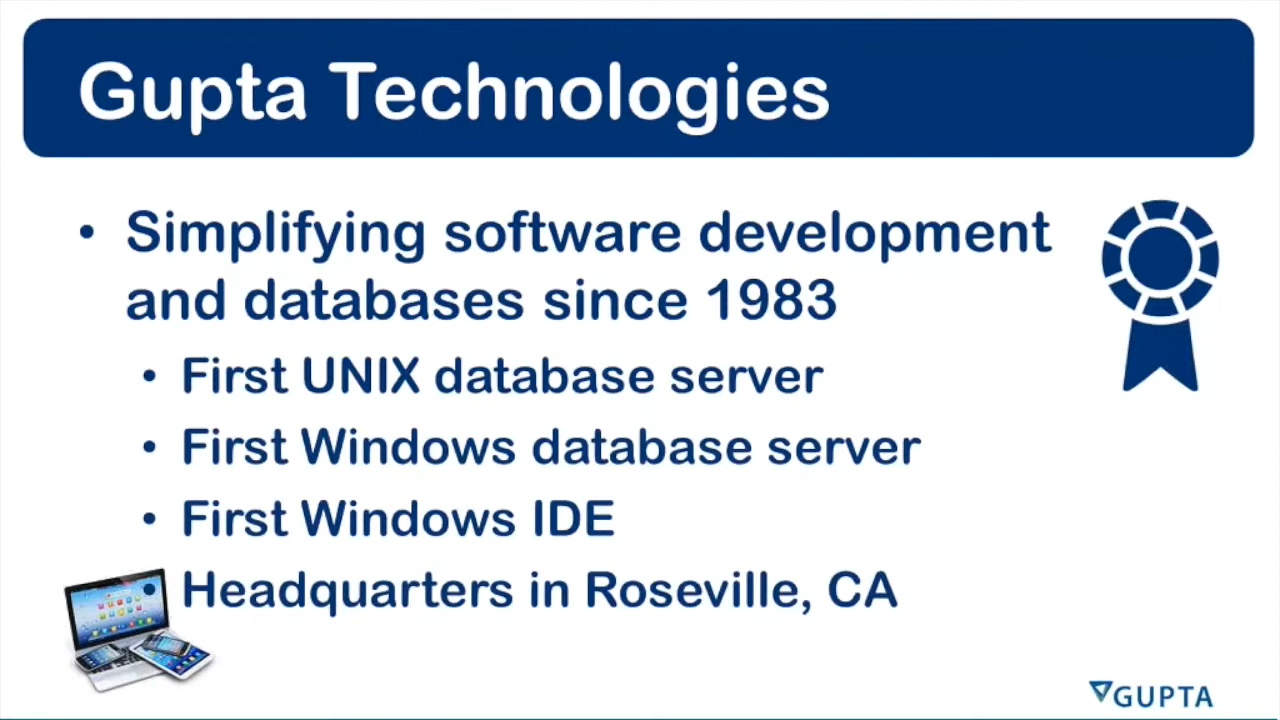 Gupta Technologies
• Simplifying software development
and databases since 1983
• First UNIX database server
• First Windows database server
• First Windows IDE
• Headquarters in Roseville, CA
GUPTA